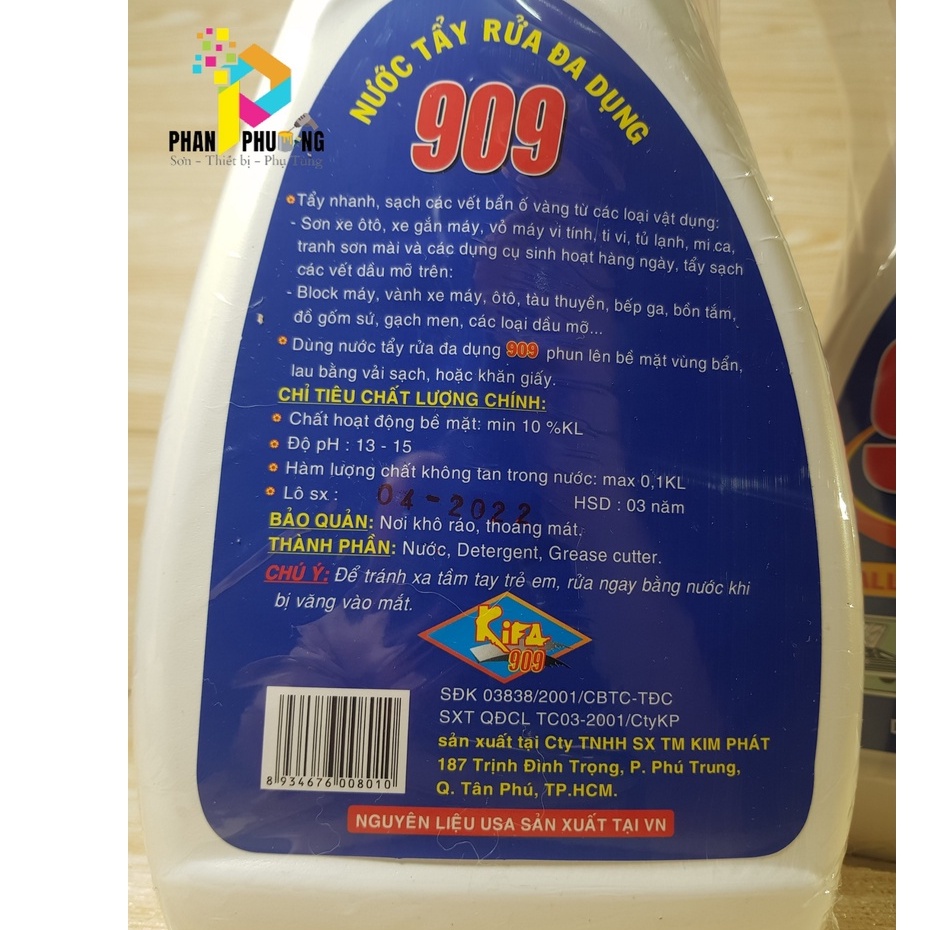 PHAN PHƯƠNG
Sơn - Thiết bị - Phụ Tùng
NƯỚC TẨY RỬA ĐA DỤNG
909
Tẩy nhanh, sạch các vết bẩn ố vàng từ các loại vật dụng:
- Sơn xe ôtô, xe gắn máy, vỏ máy vi tính, ti vi, tủ lạnh, mi ca,
tranh sơn mài và các dụng cụ sinh hoạt hàng ngày, tẩy sạch
các vết dầu mỡ trên:
- Block máy, vành xe máy, ôtô, tàu thuyền, bếp ga, bồn tắm,
đồ gốm sứ, gạch men, các loại dầu mỡ...
Dùng nước tẩy rửa đa dụng 909 phun lên bề mặt vùng bẩn,
lau bằng vải sạch, hoặc khăn giấy.
CHỈ TIÊU CHẤT LƯỢNG CHÍNH:
Chất hoạt động bề mặt: min 10 %KL
Độ pH : 13 - 15
Hàm lượng chất không tan trong nước: max 0,1KL
Lô sx : 04-2022 HSD : 03 năm
BẢO QUẢN: Nơi khô ráo, thoáng mát.
THÀNH PHẦN: Nước, Detergent, Grease cutter.
CHÚ Ý: Để tránh xa tầm tay trẻ em, rửa ngay bằng nước khi
bị văng vào mắt.
KIFA
909
SĐK 03838/2001/CBTC-TĐC
SXT QĐCL TC03-2001/CtyKP
sản xuất tại Cty TNHH SX TM KIM PHÁT
187 Trịnh Đình Trọng, P. Phú Trung,
Q. Tân Phú, TP.HCM.
8 934676 008010
NGUYÊN LIỆU USA SẢN XUẤT TẠI VN